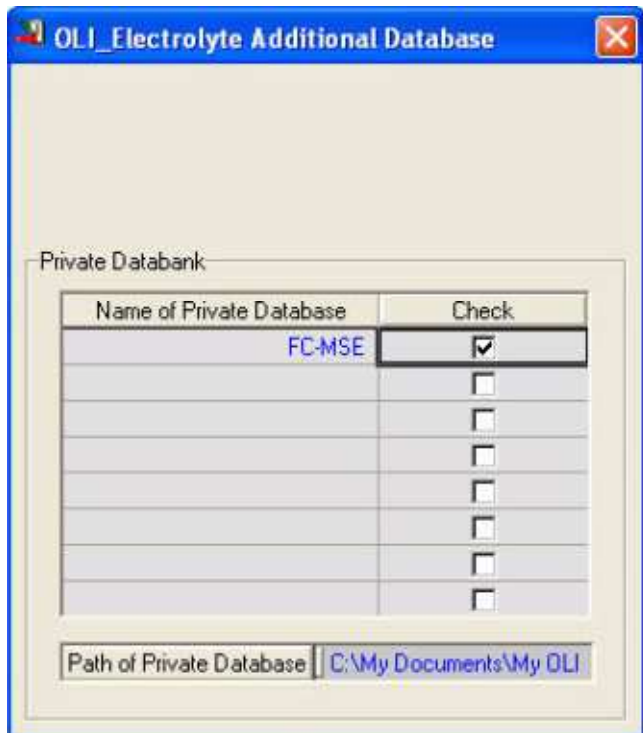 OLI_Electrolyte Additional Database
Private Databank
Name of Private Database Check
FC-MSE
Path of Private Database C:\My Documents\My OLI